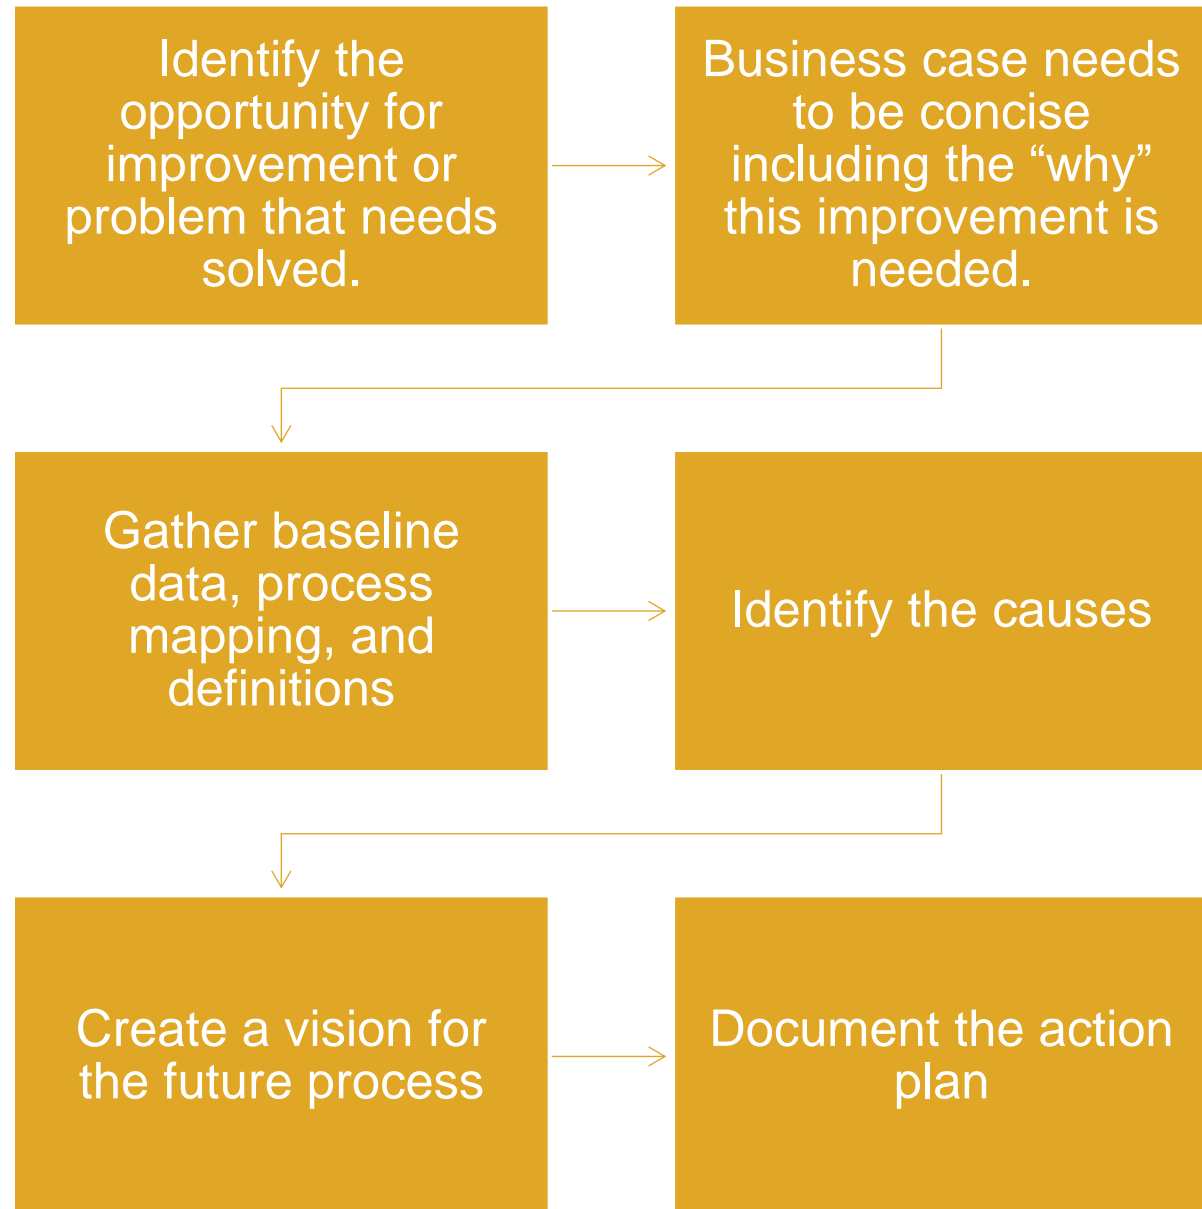 Identify the
opportunity for
improvement or
problem that needs
solved.
Business case needs
to be concise
including the “why”
this improvement is
needed.
Gather baseline
data, process
mapping, and
definitions
Identify the causes
Create a vision for
the future process
Document the action
plan